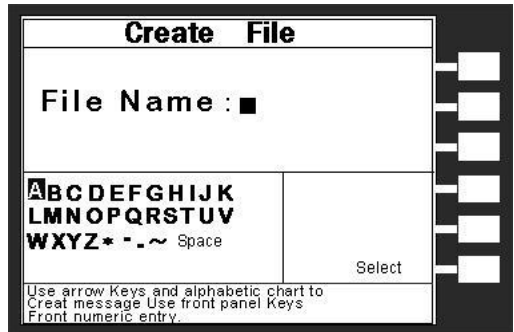 Create File
File Name:
ABCDEFGHIJK
LMNOPQRSTUV
WXYZ* - . ~ Space
Select
Use arrow Keys and alphabetic chart to
Creat message Use front panel Keys
Front numeric entry.